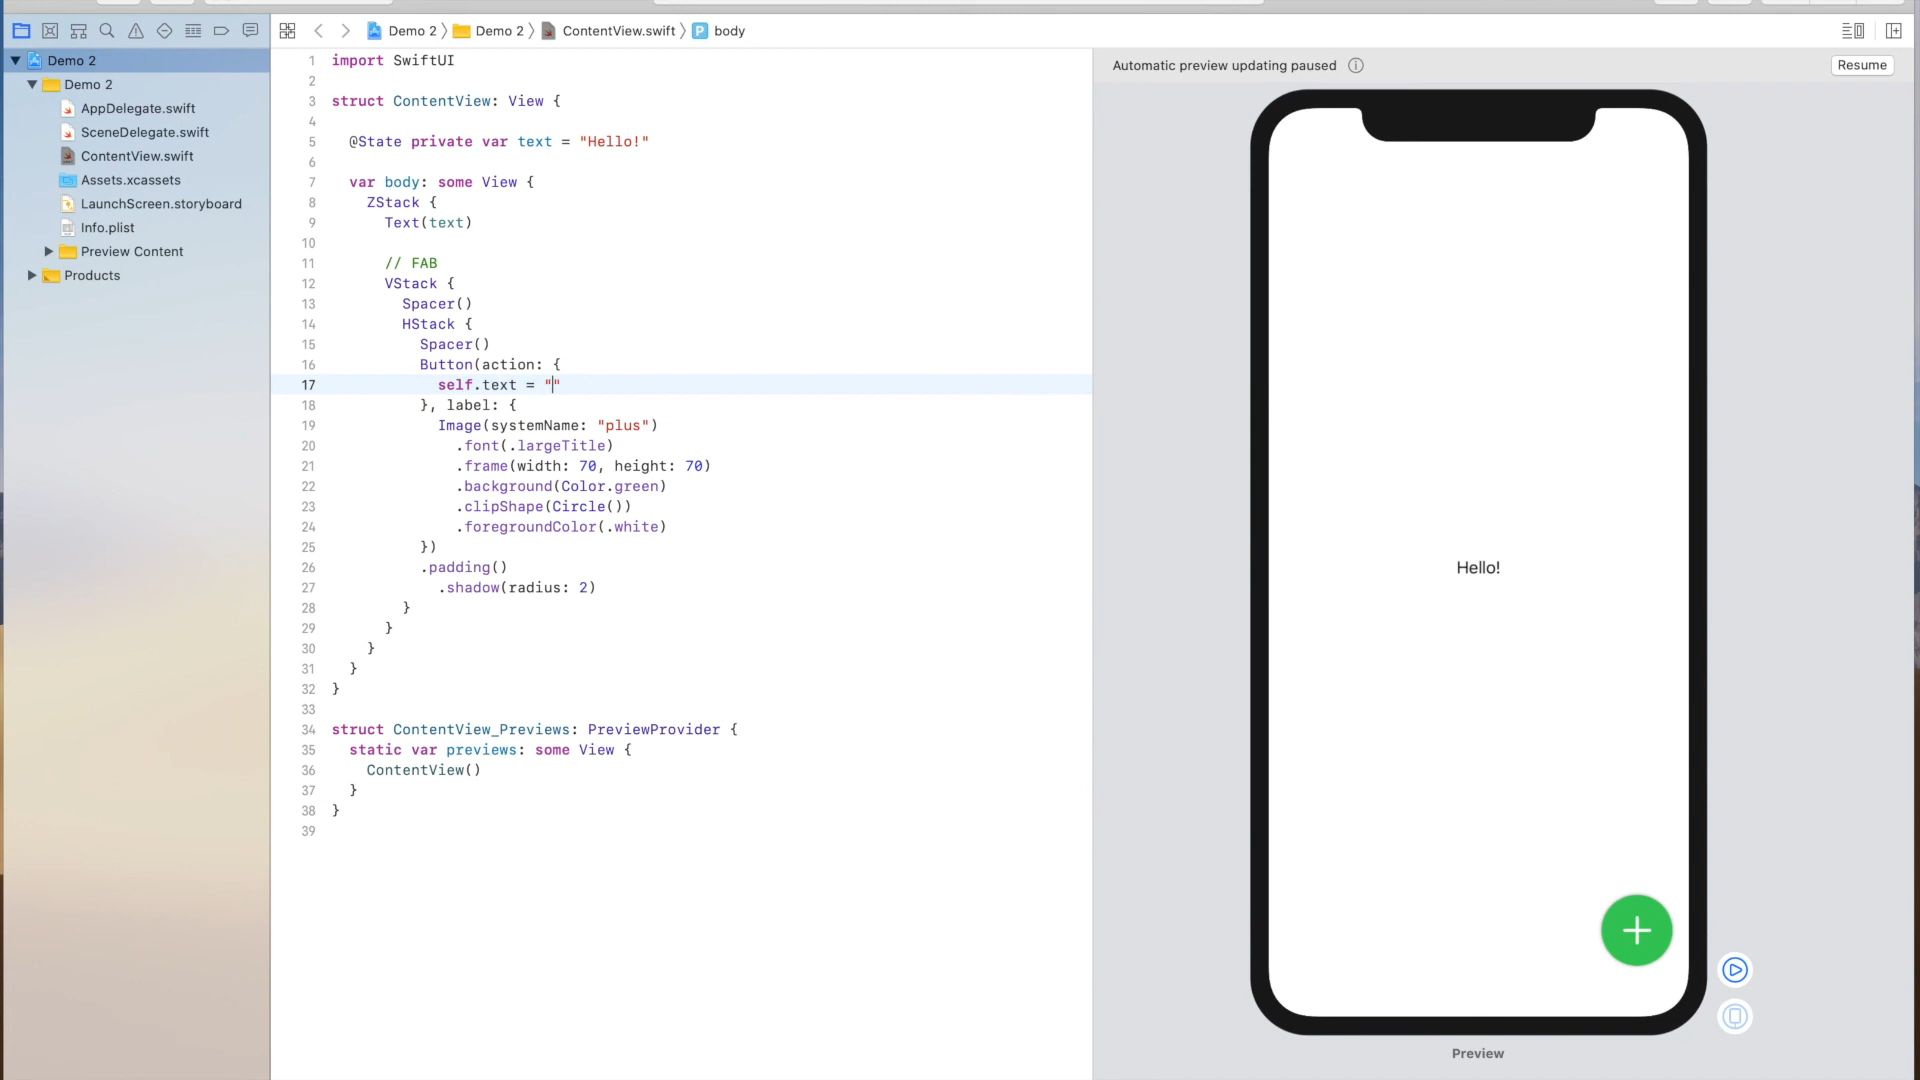 Demo 2 〉 Demo 2 〉 ContentView.swift 〉 P body
Demo 2
Demo 2
AppDelegate.swift
SceneDelegate.swift
ContentView.swift
Assets.xcassets
LaunchScreen.storyboard
Info.plist
Preview Content
Products
1 import SwiftUI
2
3 struct ContentView: View {
4
5   @State private var text = "Hello!"
6
7   var body: some View {
8     ZStack {
9       Text(text)
10
11       // FAB
12       VStack {
13         Spacer()
14         HStack {
15           Spacer()
16           Button(action: {
17             self.text = ""
18           }, label: {
19             Image(systemName: "plus")
20               .font(.largeTitle)
21               .frame(width: 70, height: 70)
22               .background(Color.green)
23               .clipShape(Circle())
24               .foregroundColor(.white)
25           })
26           .padding()
27             .shadow(radius: 2)
28         }
29       }
30     }
31   }
32 }
33
34 struct ContentView_Previews: PreviewProvider {
35   static var previews: some View {
36     ContentView()
37   }
38 }
39
Automatic preview updating paused
Resume
Hello!
Preview